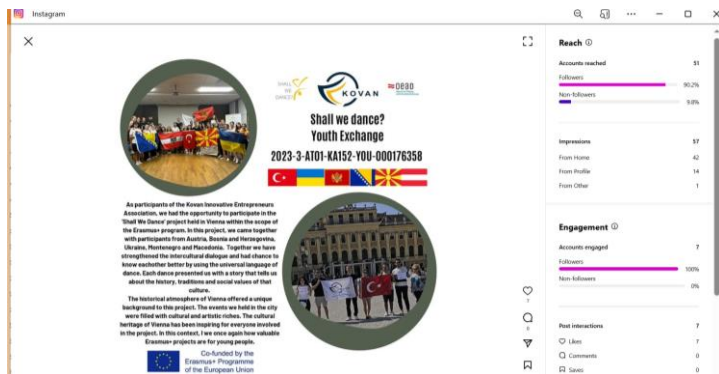 Instagram
SHALL
WE
DANCE?
KOVAN
oead
Shall we dance?
Youth Exchange
2023-3-AT01-KA152-YOU-000176358
As participants of the Kovan Innovative Entrepreneurs
Association, we had the opportunity to participate in the
'Shall We Dance' project held in Vienna within the scope of
the Erasmus+ program. In this project, we came together
with participants from Austria, Bosnia and Herzegovina,
Ukraine, Montenegro and Macedonia. Together we have
strengthened the intercultural dialogue and had chance to
know eachother better by using the universal language of
dance. Each dance presented us with a story that tells us
about the history, traditions and social values of that
culture.
The historical atmosphere of Vienna offered a unique
background to this project. The events we held in the city
were filled with cultural and artistic riches. The cultural
heritage of Vienna has been inspiring for everyone involved
in the project. In this context, I we once again how valuable
Erasmus+ projects are for young people.
Co-funded by the
Erasmus+ Programme
of the European Union
7
6
Reach
Accounts reached 51
Followers
90.2%
Non-followers
9.8%
Impressions 57
From Home 42
From Profile 14
From Other 1
Engagement
Accounts engaged 7
Followers
100%
Non-followers
0%
Post interactions 7
Likes 7
Comments 0
Saves 0